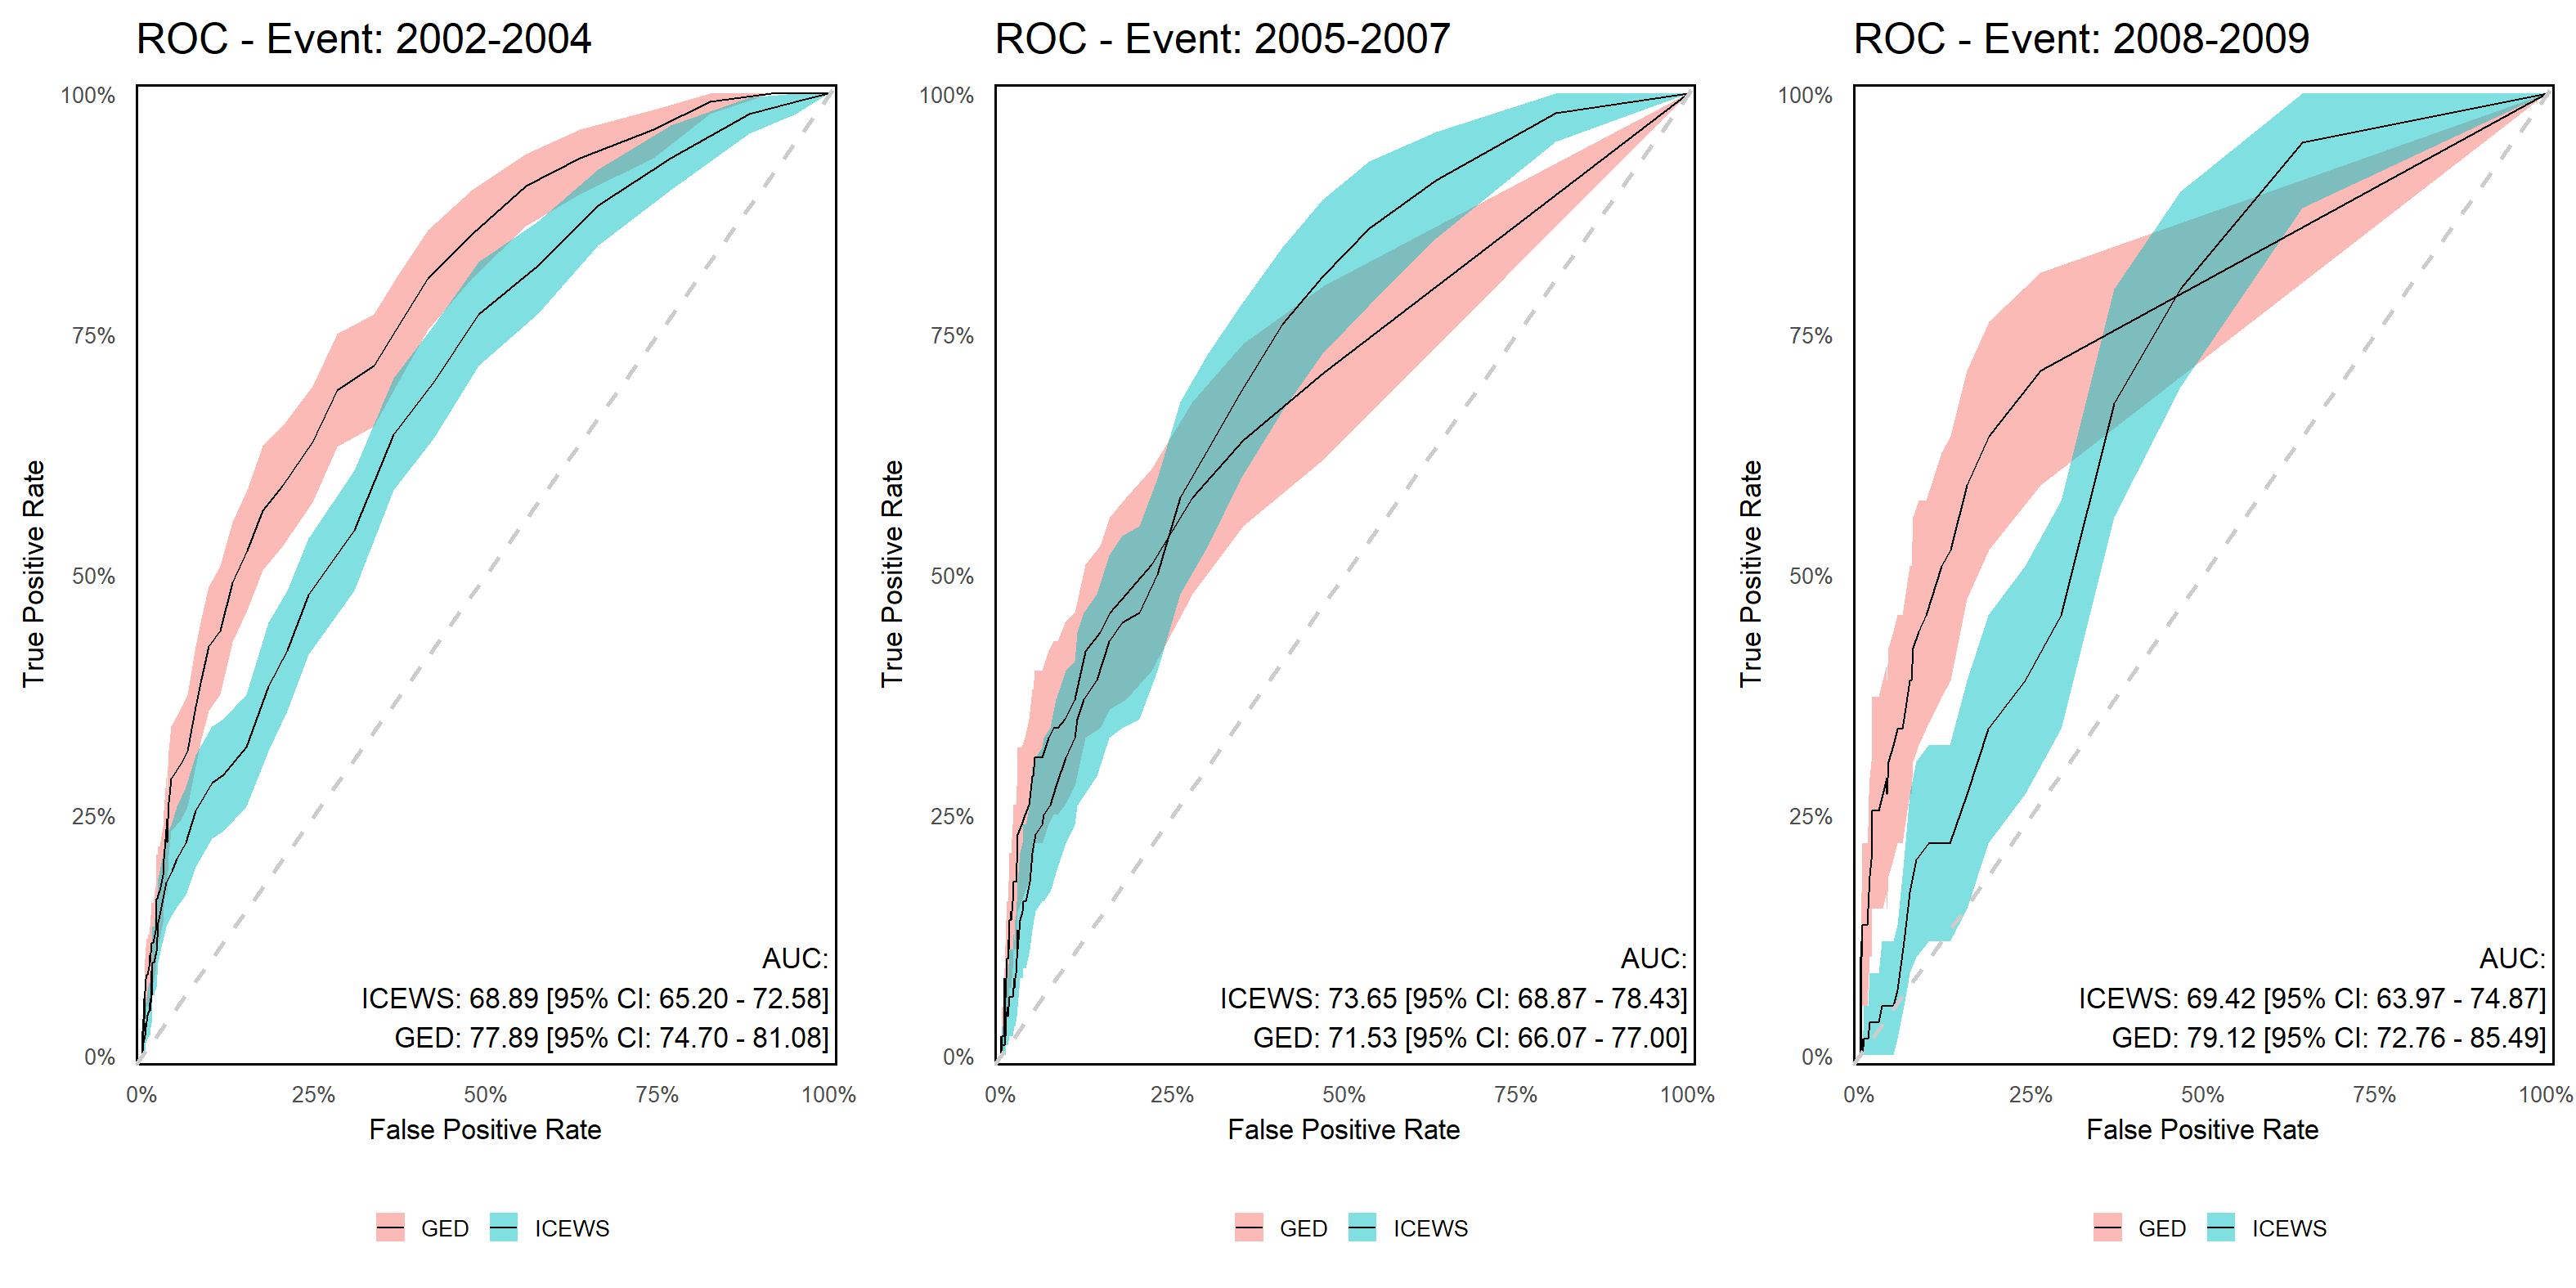 ROC - Event: 2002-2004
100%
75%
50%
25%
0%
True Positive Rate
AUC:
ICEWS: 68.89 [95% CI: 65.20 - 72.58]
GED: 77.89 [95% CI: 74.70 - 81.08]
0% 25% 50% 75% 100%
False Positive Rate
GED ICEWS
ROC - Event: 2005-2007
100%
75%
50%
25%
0%
True Positive Rate
AUC:
ICEWS: 73.65 [95% CI: 68.87 - 78.43]
GED: 71.53 [95% CI: 66.07 - 77.00]
0% 25% 50% 75% 100%
False Positive Rate
GED ICEWS
ROC - Event: 2008-2009
100%
75%
50%
25%
0%
True Positive Rate
AUC:
ICEWS: 69.42 [95% CI: 63.97 - 74.87]
GED: 79.12 [95% CI: 72.76 - 85.49]
0% 25% 50% 75% 100%
False Positive Rate
GED ICEWS